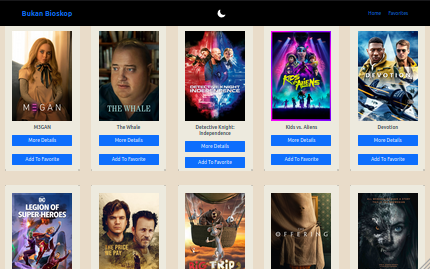 Bukan Bioskop
Home Favorites
M3GAN
THE WHALE
DETECTIVE KNIGHT
INDEPENDENCE
KIDS vs. ALIENS
DEVOTION
M3GAN The Whale Detective Knight: Independence Kids vs. Aliens Devotion
More Details More Details More Details More Details More Details
Add To Favorite Add To Favorite Add To Favorite Add To Favorite Add To Favorite
LEGION OF
SUPER-HEROES
THE PRICE
WE PAY
TRIP
OFFERING